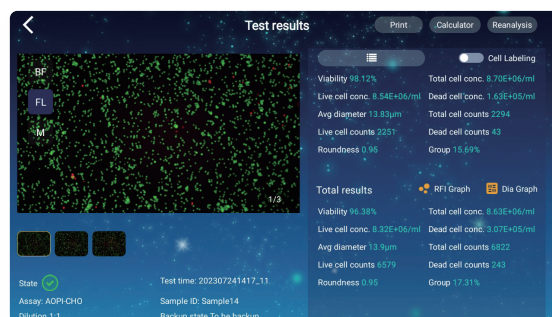 Test results
Print
Calculator
Reanalysis
Cell Labeling
BF
FL
M
1/3
Viability 98.12%
Total cell conc. 8.70E+06/ml
Live cell conc. 8.54E+06/ml
Dead cell conc. 1.63E+05/ml
Avg diameter 13.83μm
Total cell counts 2294
Live cell counts 2251
Dead cell counts 43
Roundness 0.95
Group 15.69%
Total results
RFI Graph
Dia Graph
Viability 96.38%
Total cell conc. 8.63E+06/ml
Live cell conc. 8.32E+06/ml
Dead cell conc. 3.07E+05/ml
Avg diameter 13.9μm
Total cell counts 6822
Live cell counts 6579
Dead cell counts 243
Roundness 0.95
Group 17.31%
State
Test time: 202307241417_11
Assay: AOPI-CHO
Sample ID: Sample14
Dilution 1:1
Backup state To be backup